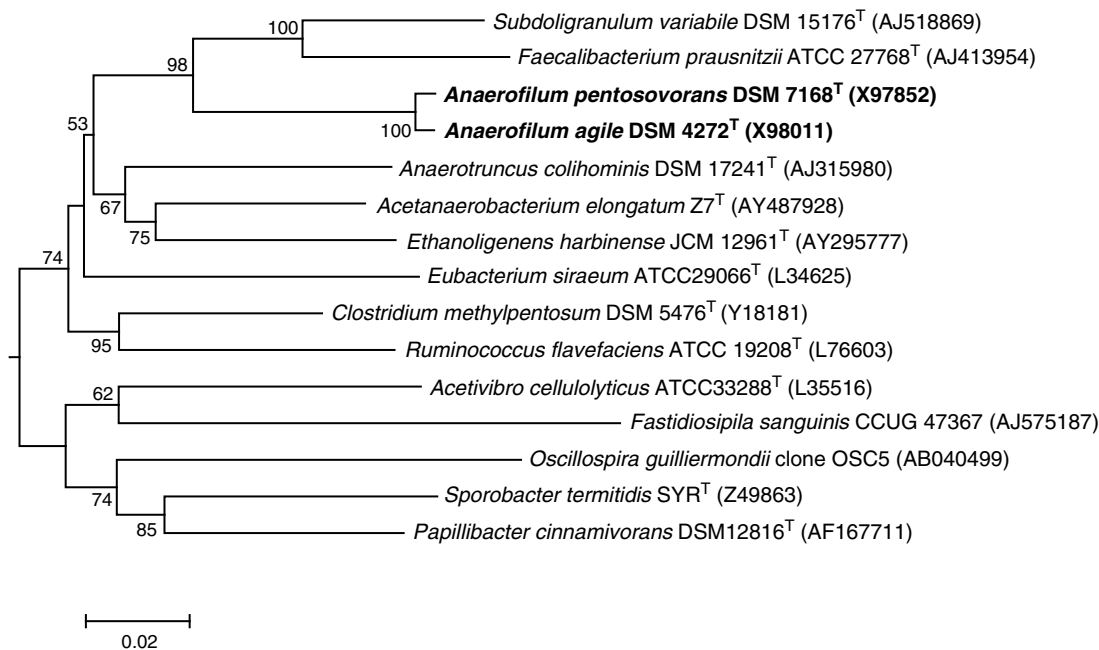 100
Subdoligranulum variabile DSM 15176T (AJ518869)
Faecalibacterium prausnitzii ATCC 27768T (AJ413954)
98
Anaerofilum pentosovorans DSM 7168T (X97852)
100
Anaerofilum agile DSM 4272T (X98011)
53
Anaerotruncus colihominis DSM 17241T (AJ315980)
67
Acetanaerobacterium elongatum Z7T (AY487928)
75
Ethanoligenens harbinense JCM 12961T (AY295777)
74
Eubacterium siraeum ATCC29066T (L34625)
Clostridium methylpentosum DSM 5476T (Y18181)
95
Ruminococcus flavefaciens ATCC 19208T (L76603)
62
Acetivibro cellulolyticus ATCC33288T (L35516)
Fastidiosipila sanguinis CCUG 47367 (AJ575187)
Oscillospira guilliermondii clone OSC5 (AB040499)
74
Sporobacter termitidis SYRT (Z49863)
85
Papillibacter cinnamivorans DSM12816T (AF167711)
0.02